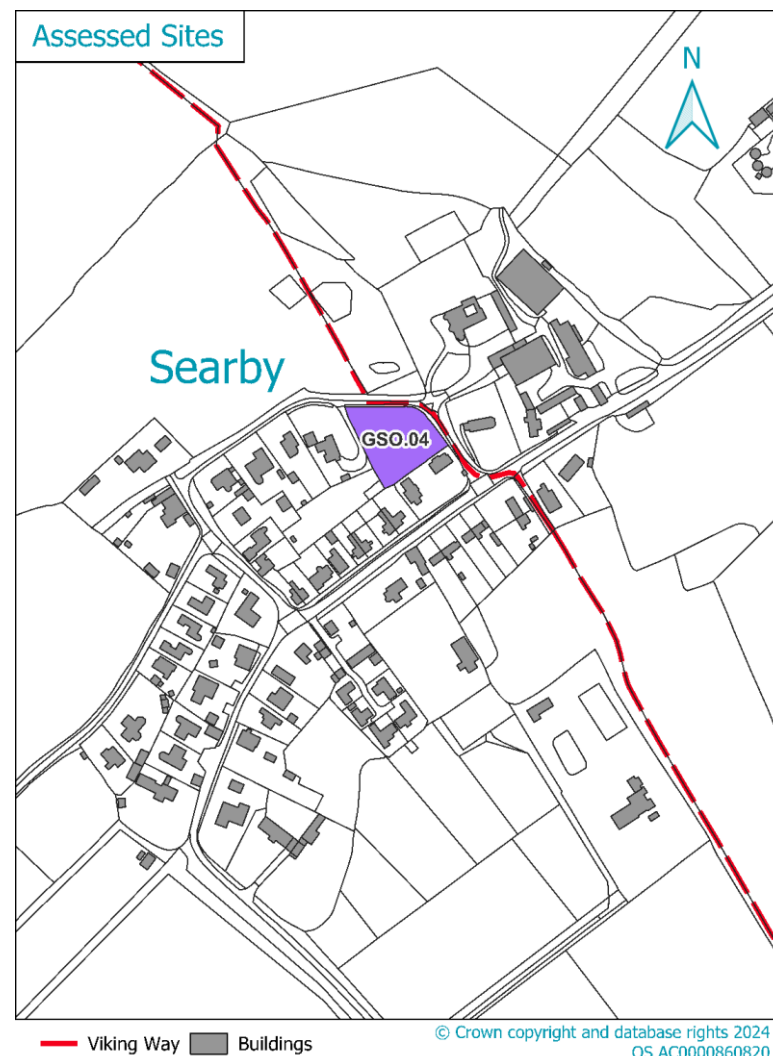 Assessed Sites
N
Searby
GSO.04
Viking Way
Buildings
© Crown copyright and database rights 2024
OS AC0000860820